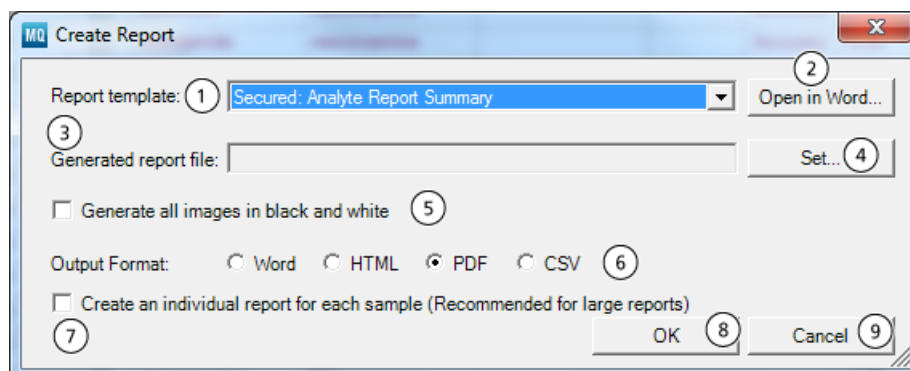 MQ Create Report X
2
Report template: 1 Secured: Analyte Report Summary Open in Word...
3
Generated report file: Set... 4
Generate all images in black and white 5
Output Format: Word HTML PDF CSV 6
Create an individual report for each sample (Recommended for large reports)
7 OK 8 Cancel 9